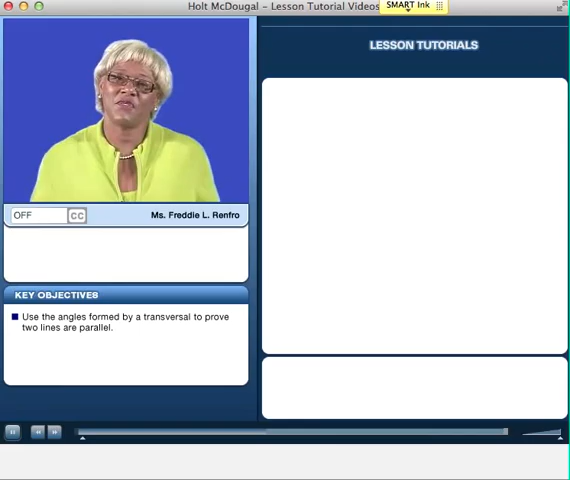 Holt McDougal – Lesson Tutorial Videos
SMART Ink
LESSON TUTORIALS
OFF
CC
Ms. Freddie L. Renfro
KEY OBJECTIVES
Use the angles formed by a transversal to prove
two lines are parallel.